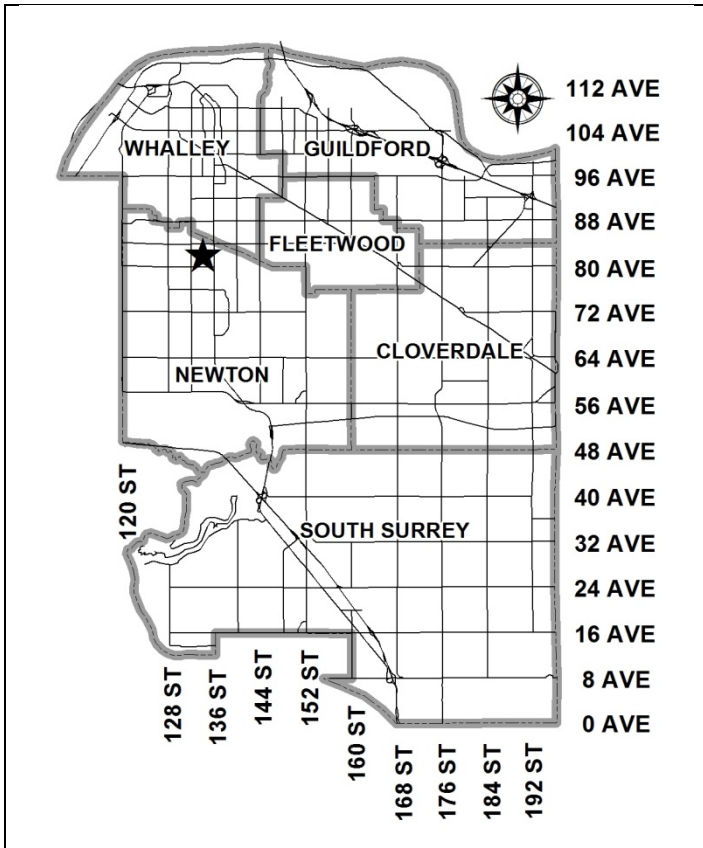 112 AVE
104 AVE
WHALLEY
GUILDFORD
96 AVE
88 AVE
FLEETWOOD
80 AVE
72 AVE
CLOVERDALE
64 AVE
NEWTON
56 AVE
48 AVE
120 ST
40 AVE
SOUTH SURREY
32 AVE
24 AVE
16 AVE
128 ST
136 ST
144 ST
152 ST
160 ST
8 AVE
0 AVE
168 ST
176 ST
184 ST
192 ST